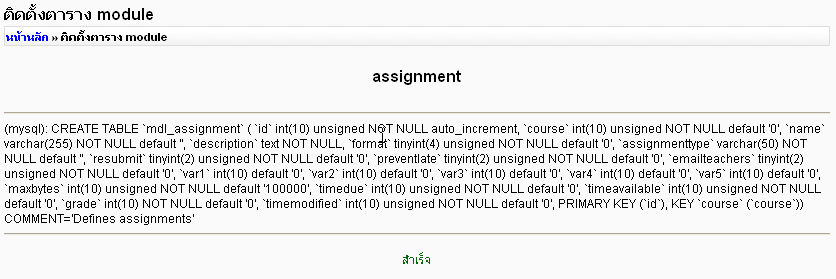 ติดตั้งตาราง module
หน้าหลัก » ติดตั้งตาราง module
assignment
(mysql): CREATE TABLE `mdl_assignment` ( `id` int(10) unsigned NOT NULL auto_increment, `course` int(10) unsigned NOT NULL default '0', `name`
varchar(255) NOT NULL default '', `description` text NOT NULL, `format` tinyint(4) unsigned NOT NULL default '0', `assignmenttype` varchar(50) NOT
NULL default '', `resubmit` tinyint(2) unsigned NOT NULL default '0', `preventlate` tinyint(2) unsigned NOT NULL default '0', `emailteachers` tinyint(2)
unsigned NOT NULL default '0', `var1` int(10) default '0', `var2` int(10) default '0', `var3` int(10) default '0', `var4` int(10) default '0', `var5` int(10) default '0',
`maxbytes` int(10) unsigned NOT NULL default '100000', `timedue` int(10) unsigned NOT NULL default '0', `timeavailable` int(10) unsigned NOT NULL
default '0', `grade` int(10) NOT NULL default '0', `timemodified` int(10) unsigned NOT NULL default '0', PRIMARY KEY (`id`), KEY `course` (`course`))
COMMENT='Defines assignments'
สำเร็จ